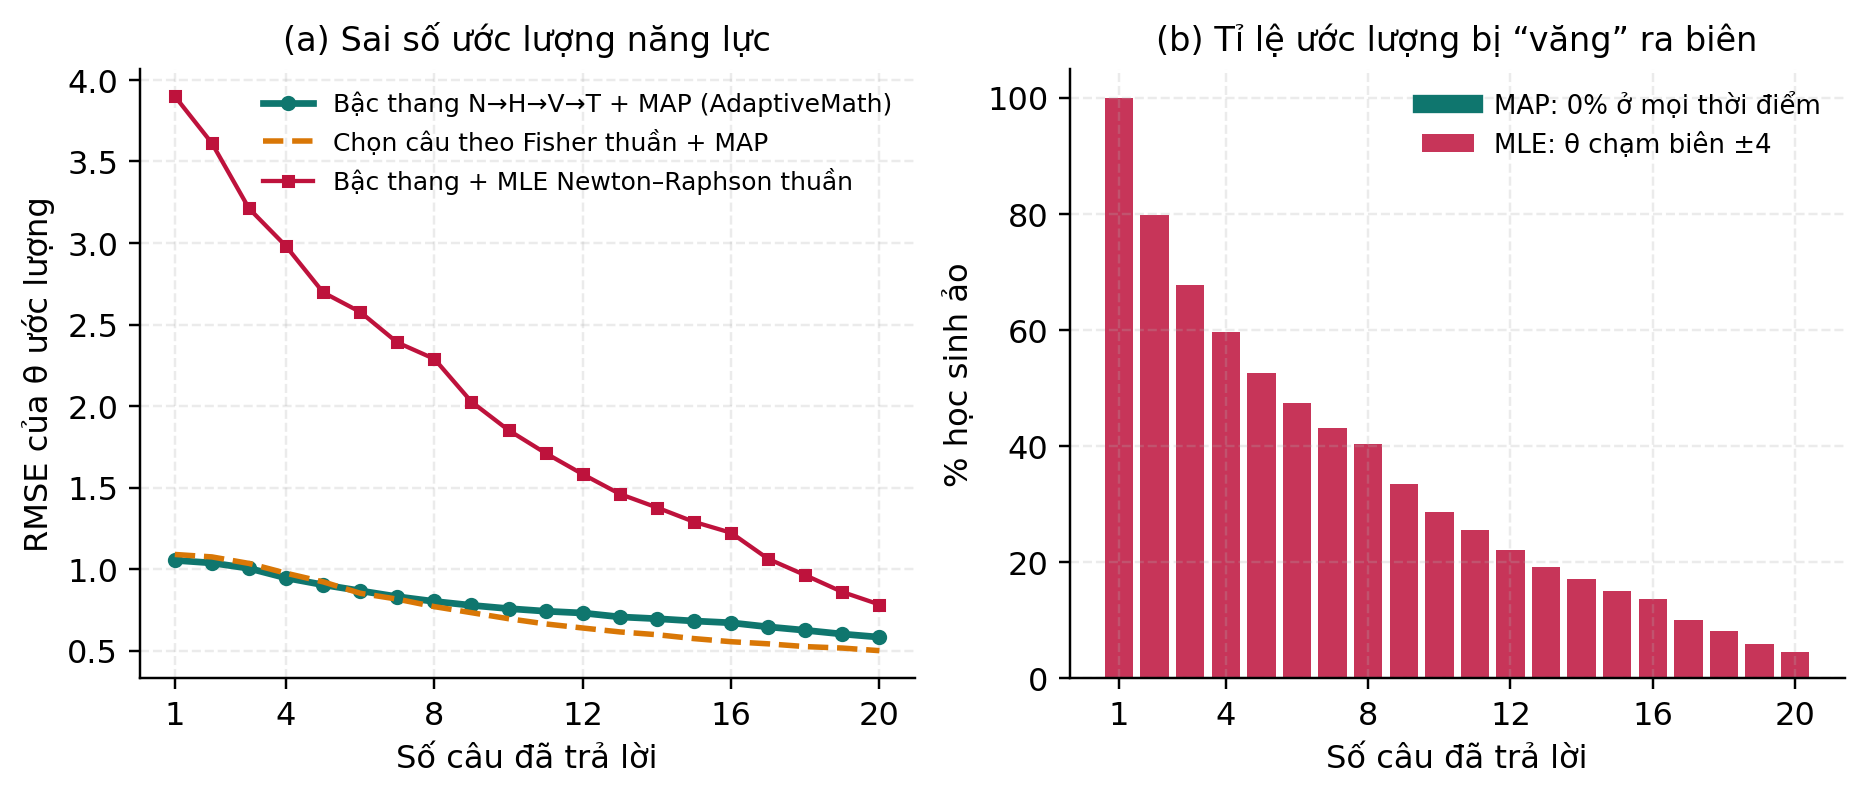 (a) Sai số ước lượng năng lực
RMSE của θ ước lượng
4.0
3.5
3.0
2.5
2.0
1.5
1.0
0.5
Bậc thang N→H→V→T + MAP (AdaptiveMath)
Chọn câu theo Fisher thuần + MAP
Bậc thang + MLE Newton–Raphson thuần
1 4 8 12 16 20
Số câu đã trả lời
(b) Tỉ lệ ước lượng bị “văng” ra biên
% học sinh ảo
100
80
60
40
20
0
MAP: 0% ở mọi thời điểm
MLE: θ chạm biên ±4
1 4 8 12 16 20
Số câu đã trả lời